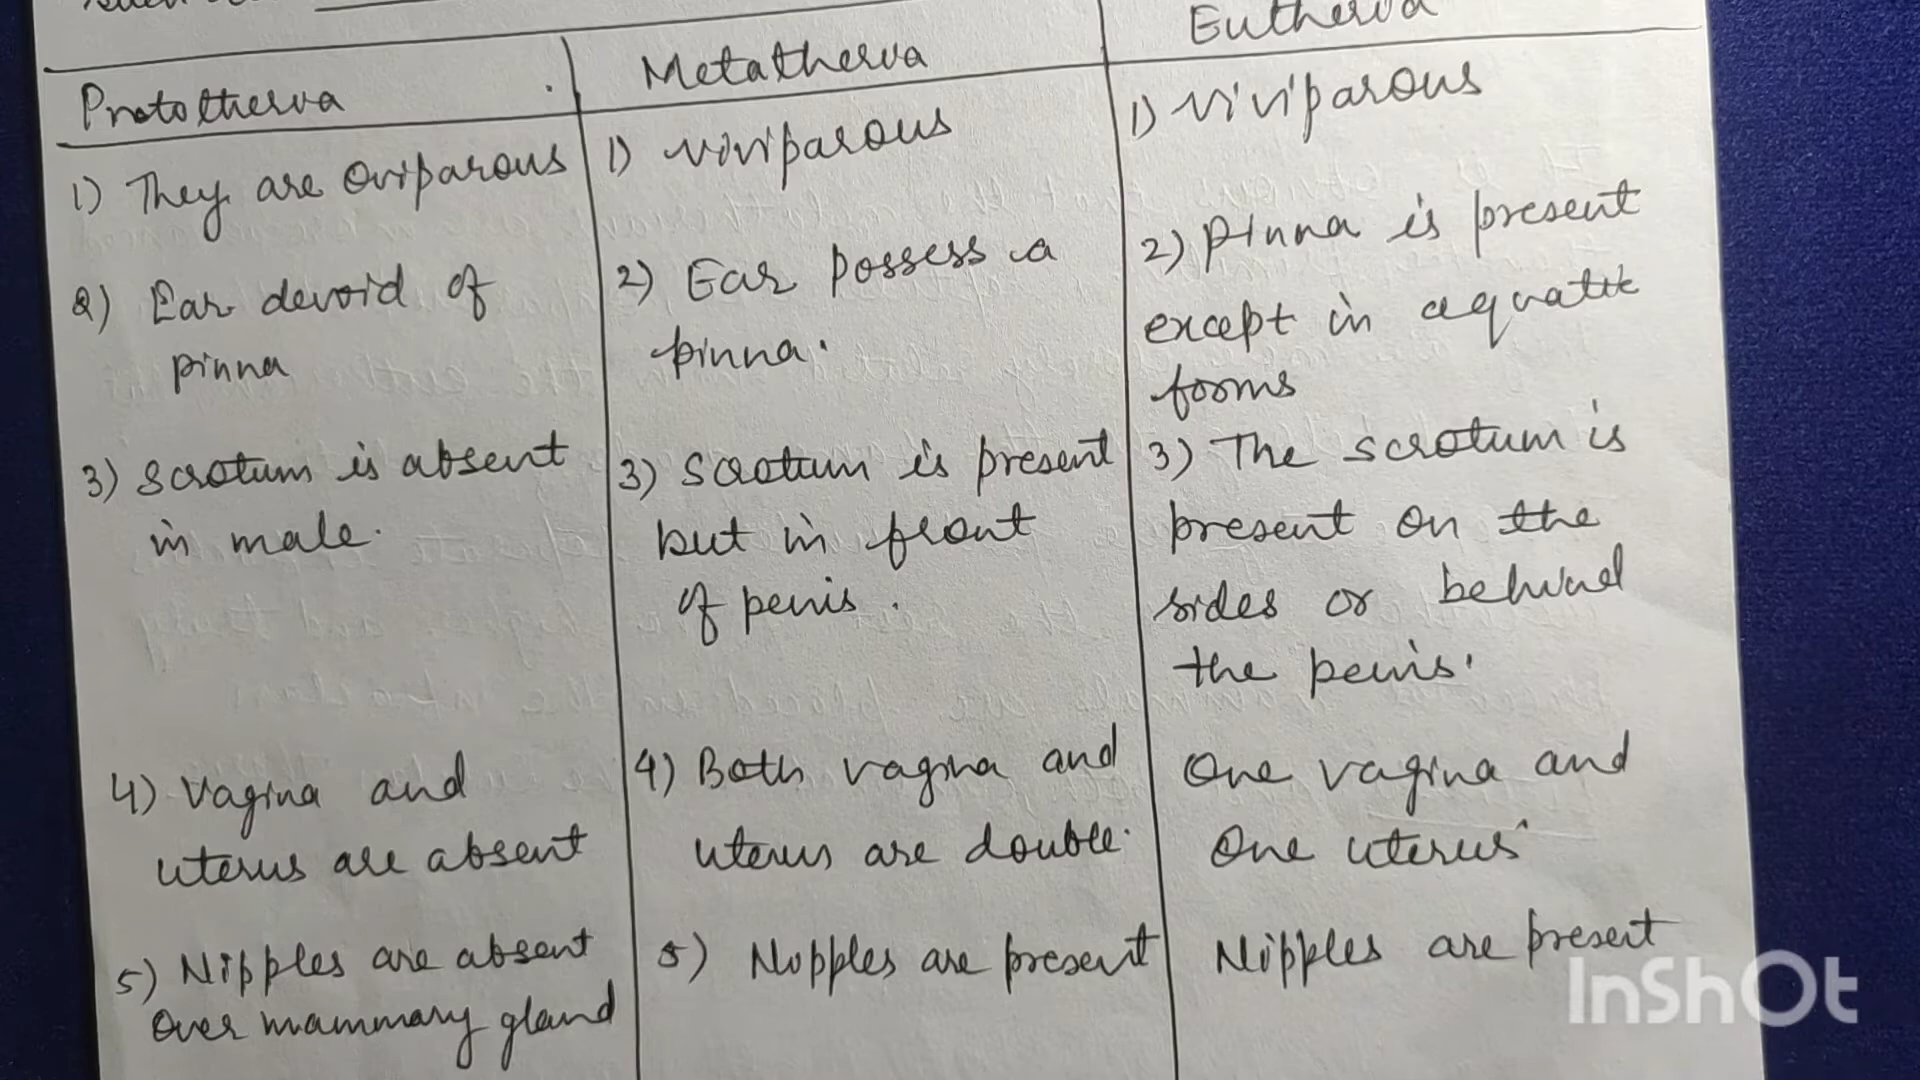 Eutheria
Metatheria
Prototheria
1) They are oviparous
2) Ear devoid of
pinna
3) Scrotum is absent
in male.
4) Vagina and
uterus are absent
5) Nipples are absent
over mammary gland
1) viviparous
2) Ear possess a
pinna.
3) Scrotum is present
but in front
of penis.
4) Both vagina and
uterus are double.
5) Nipples are present
1) viviparous
2) Pinna is present
except in aquatic
forms
3) The scrotum is
present on the
sides or behind
the penis.
One vagina and
One uterus
Nipples are present
InShOt